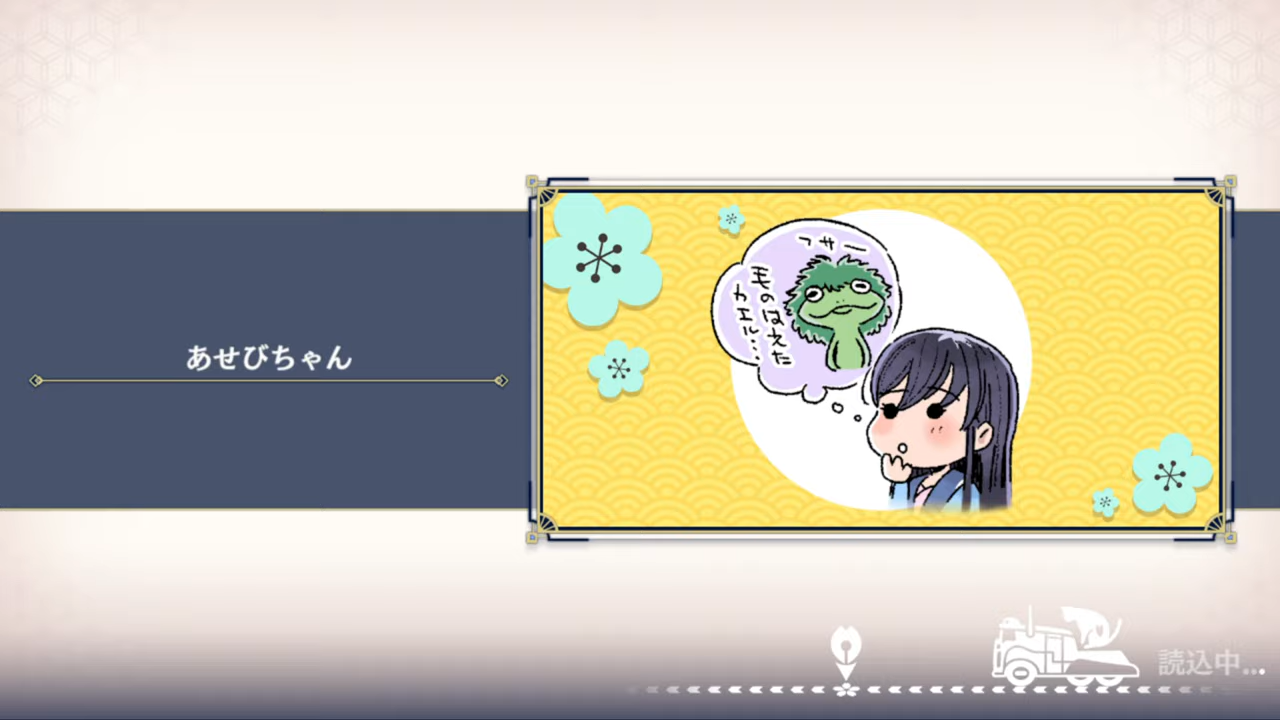 あせびちゃん
フサー
毛のはえた
カエル…
読込中...